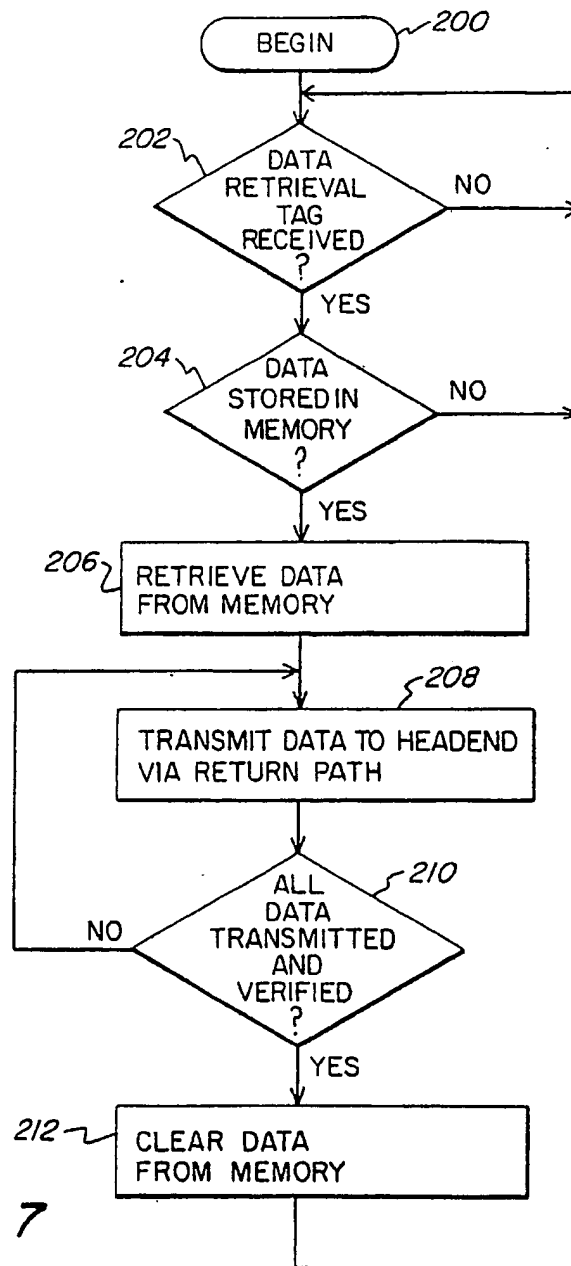 BEGIN
200
202
DATA
RETRIEVAL
TAG
RECEIVED
?
NO
YES
204
DATA
STORED IN
MEMORY
?
NO
YES
206
RETRIEVE DATA
FROM MEMORY
208
TRANSMIT DATA TO HEADEND
VIA RETURN PATH
210
ALL
DATA
TRANSMITTED
AND
VERIFIED
?
NO
YES
212
CLEAR DATA
FROM MEMORY
7